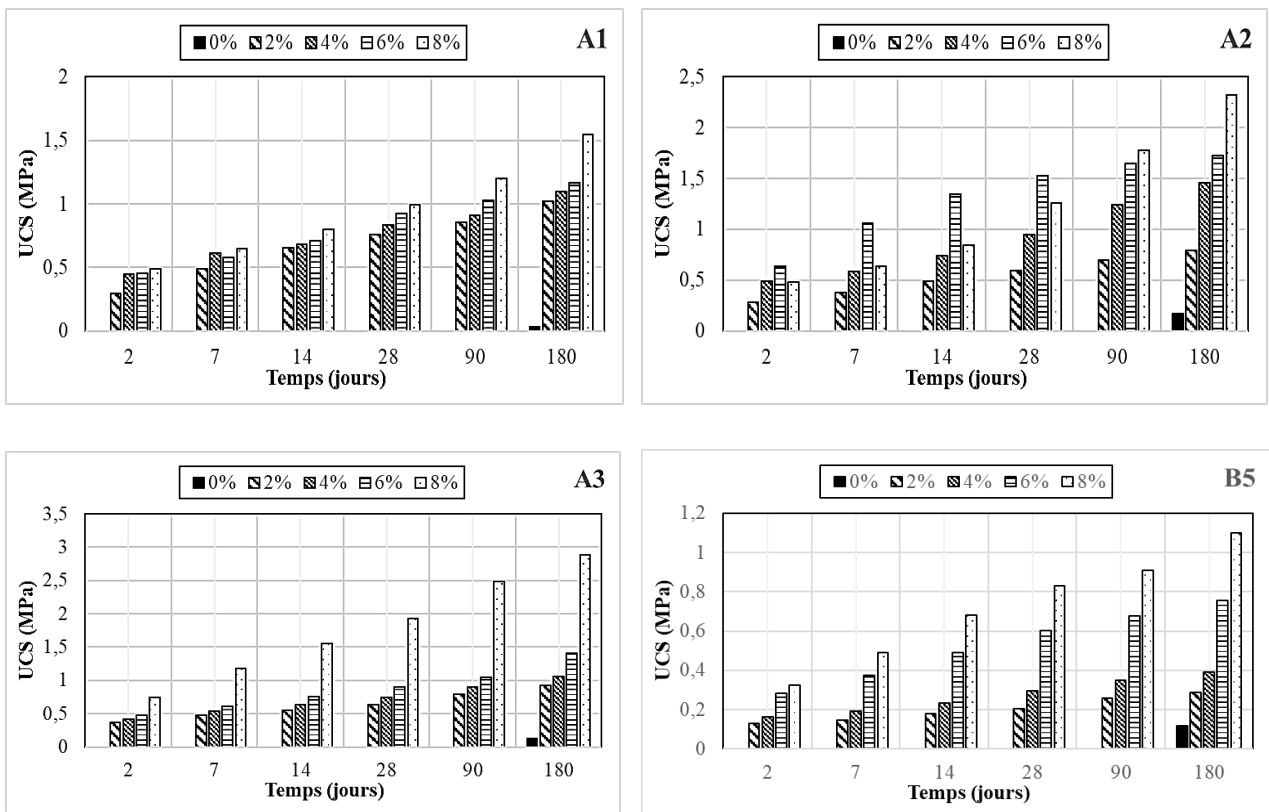 0% 2% 4% 6% 8% A1
2
1,5
1
0,5
0
UCS (MPa)
2 7 14 28 90 180
Temps (jours)
0% 2% 4% 6% 8% A2
2,5
2
1,5
1
0,5
0
UCS (MPa)
2 7 14 28 90 180
Temps (jours)
0% 2% 4% 6% 8% A3
3,5
3
2,5
2
1,5
1
0,5
0
UCS (MPa)
2 7 14 28 90 180
Temps (jours)
0% 2% 4% 6% 8% B5
1,2
1
0,8
0,6
0,4
0,2
0
UCS (MPa)
2 7 14 28 90 180
Temps (jours)